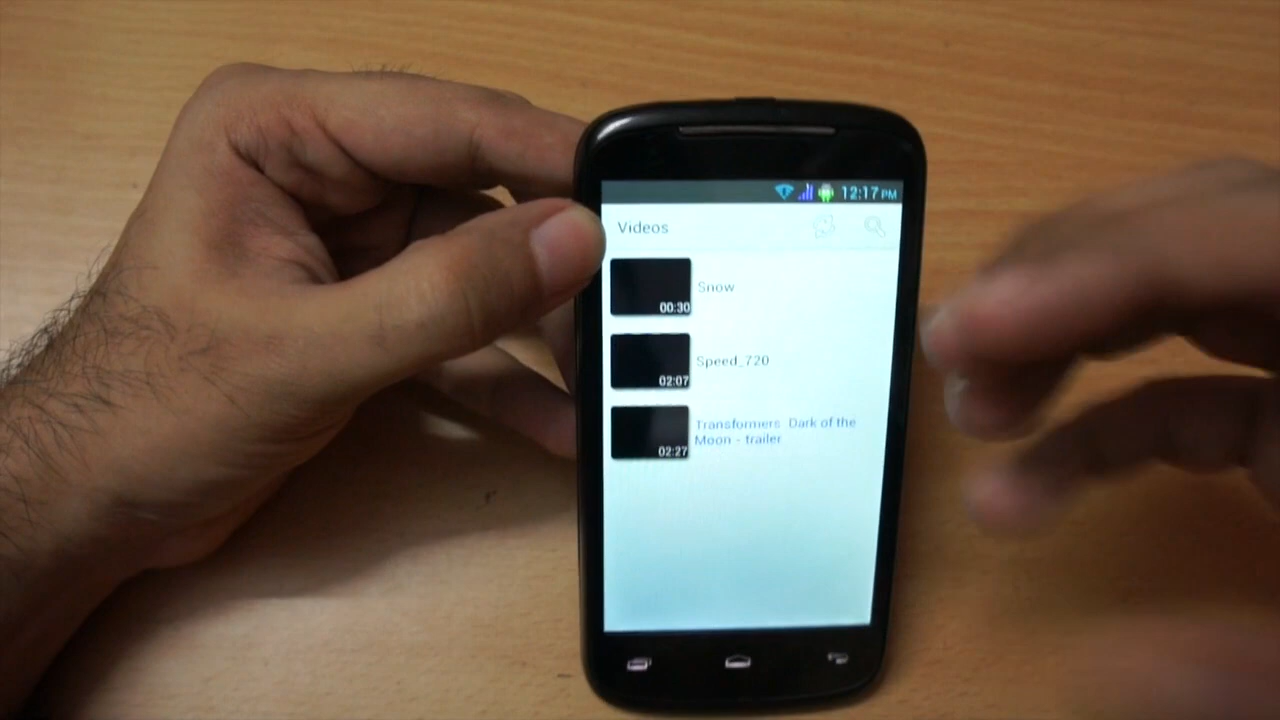 12:17 PM
Videos
00:30
Snow
02:07
Speed_720
02:27
Transformers Dark of the
Moon - trailer